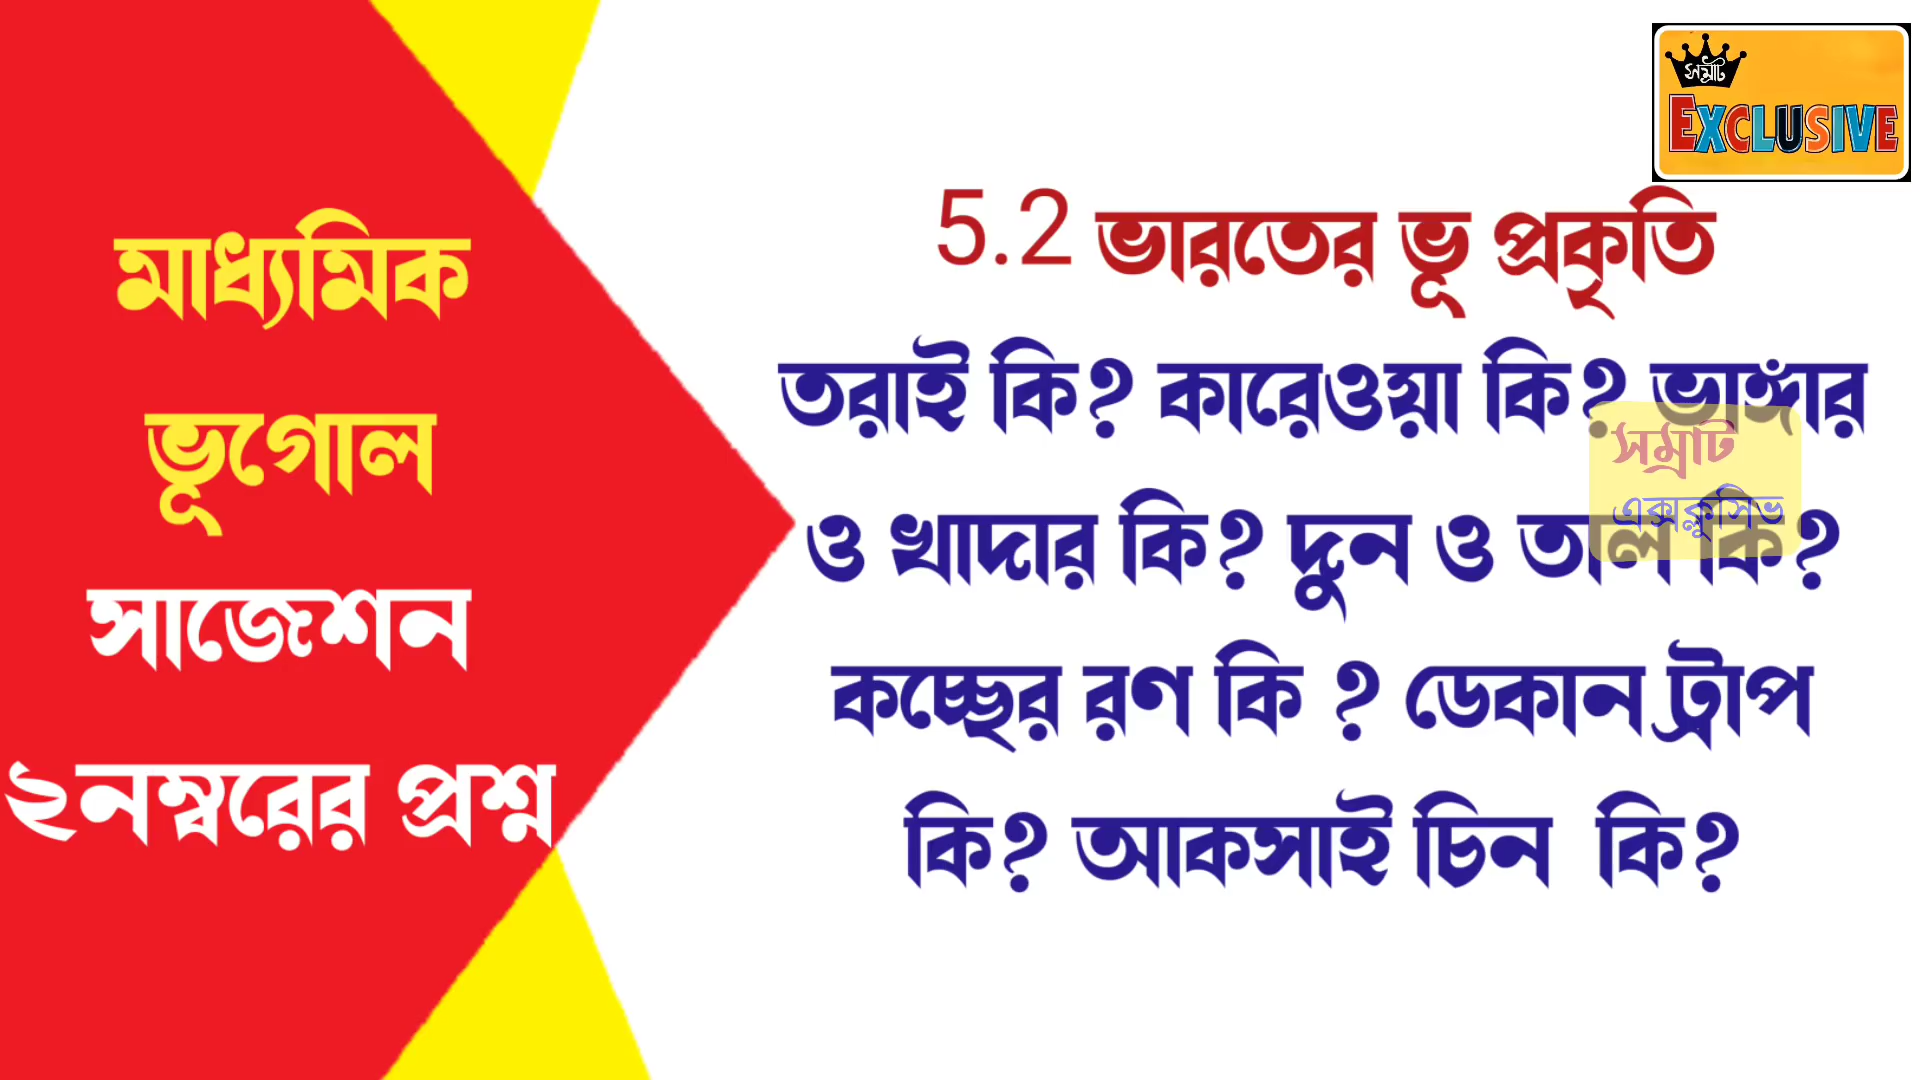 সম্রাট
EXCLUSIVE
মাধ্যমিক
ভূগোল
সাজেশন
২নম্বরের প্রশ্ন
5.2 ভারতের ভূ প্রকৃতি
তরাই কি? কারেওয়া কি? ভাঙ্গার
ও খাদার কি? দুন ও তাল কি?
কচ্ছের রণ কি ? ডেকান ট্রাপ
কি? আকসাই চিন কি?
সম্রাট
এক্সক্লুসিভ